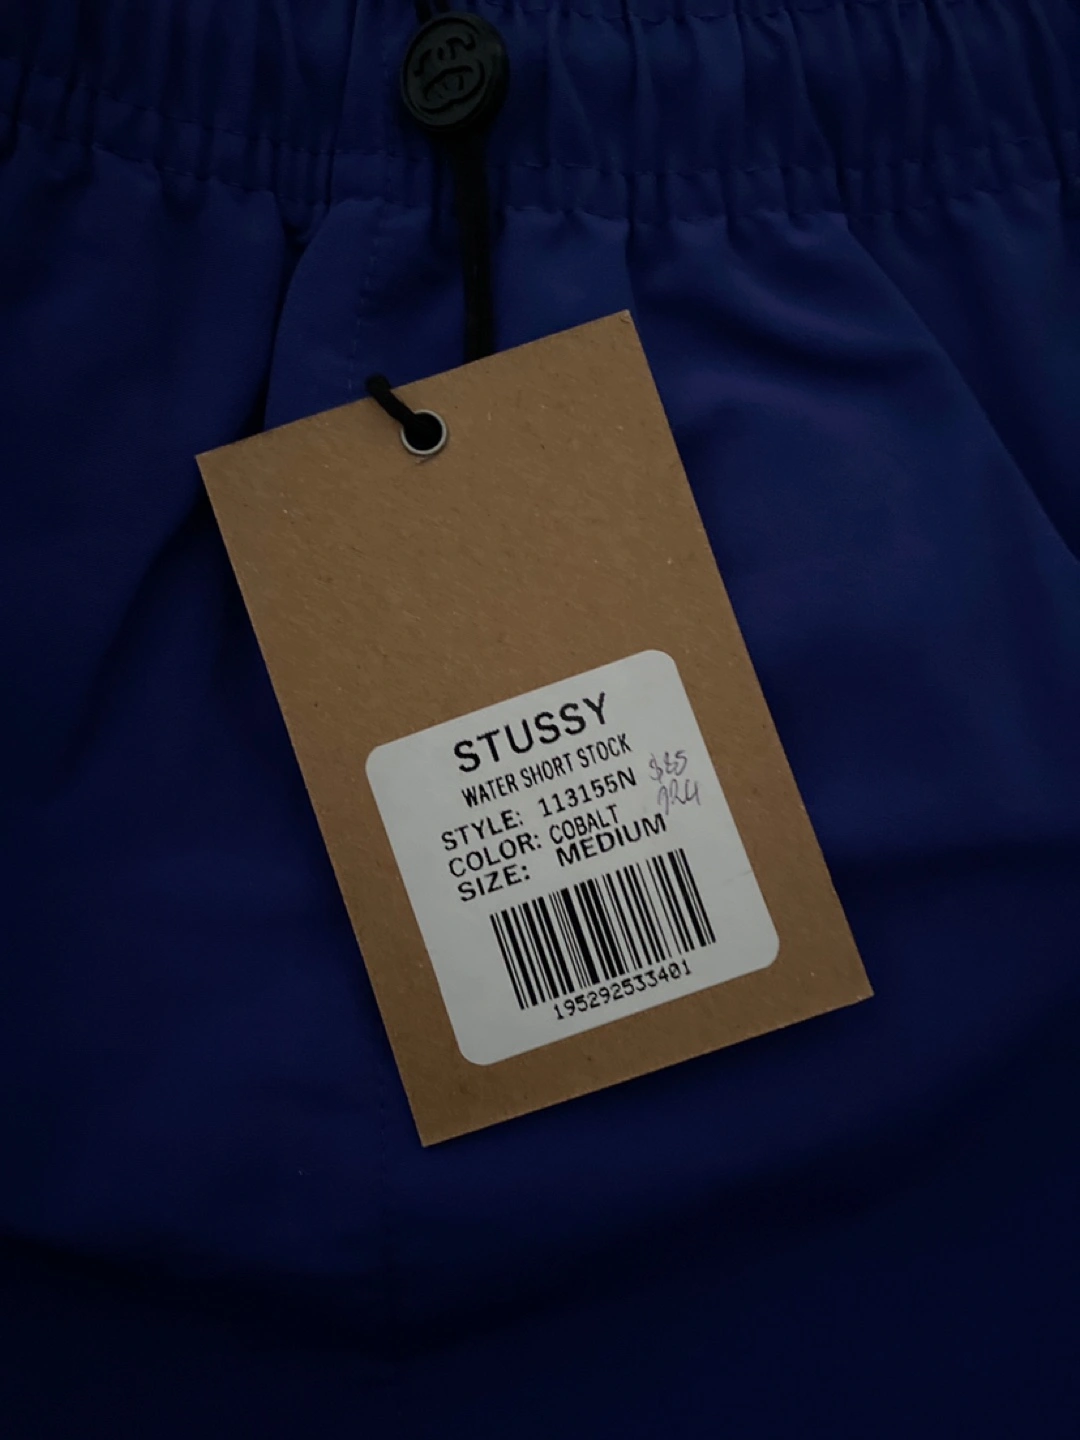 STUSSY
WATER SHORT STOCK
STYLE: 113155N
COLOR: COBALT
SIZE: MEDIUM
$85
195292533401